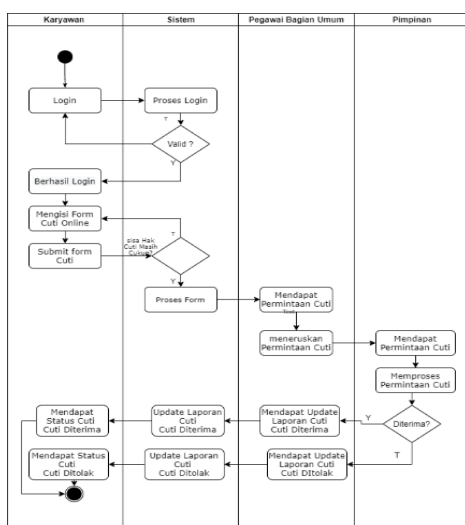 Karyawan
Sistem
Pegawai Bagian Umum
Pimpinan
Login
Proses Login
T
Valid ?
Y
Berhasil Login
Mengisi Form
Cuti Online
T
Submit form
Cuti
sisa Hak
Cuti Masih
Cukup?
Y
Proses Form
Mendapat
Permintaan Cuti
Text
meneruskan
Permintaan Cuti
Mendapat
Permintaan Cuti
Memproses
Permintaan Cuti
Diterima?
Y
T
Mendapat Update
Laporan Cuti
Cuti Diterima
Update Laporan
Cuti
Cuti Diterima
Mendapat
Status Cuti
Cuti Diterima
Mendapat Update
Laporan Cuti
Cuti DItolak
Update Laporan
Cuti
Cuti Ditolak
Mendapat Status
Cuti
Cuti Ditolak